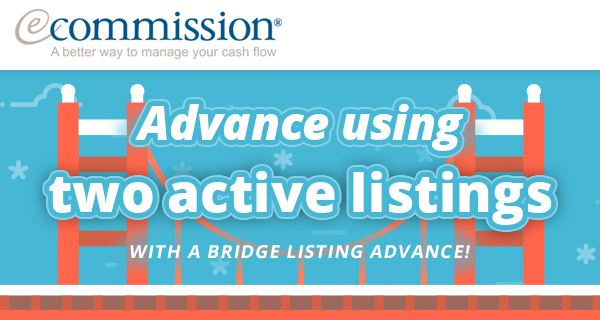 ecommission®
A better way to manage your cash flow
Advance using
two active listings
WITH A BRIDGE LISTING ADVANCE!